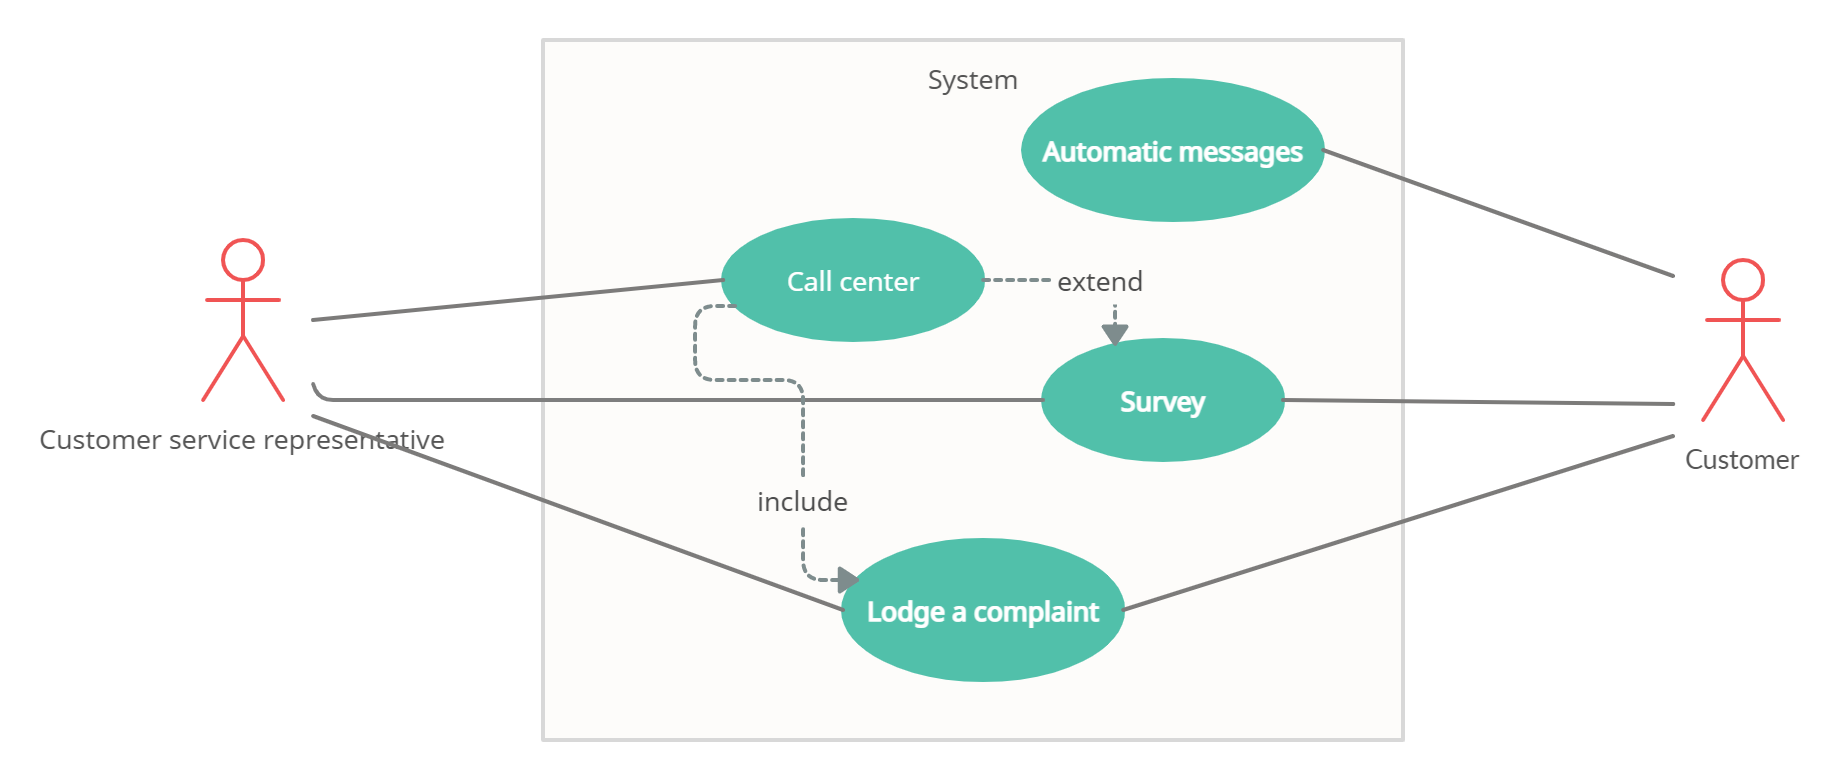 System
Automatic messages
Call center
extend
Survey
Customer service representative
Customer
include
Lodge a complaint